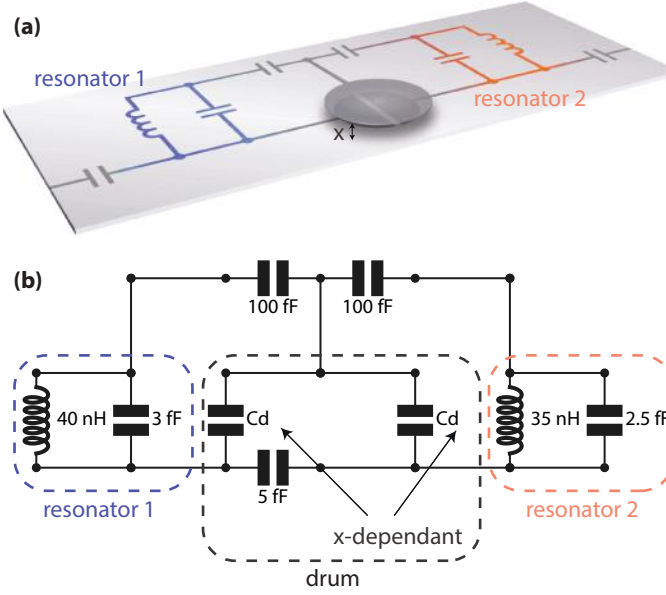 (a)
resonator 1
resonator 2
x
(b)
100 fF
100 fF
40 nH
3 fF
Cd
Cd
35 nH
2.5 fF
5 fF
resonator 1
x-dependant
resonator 2
drum